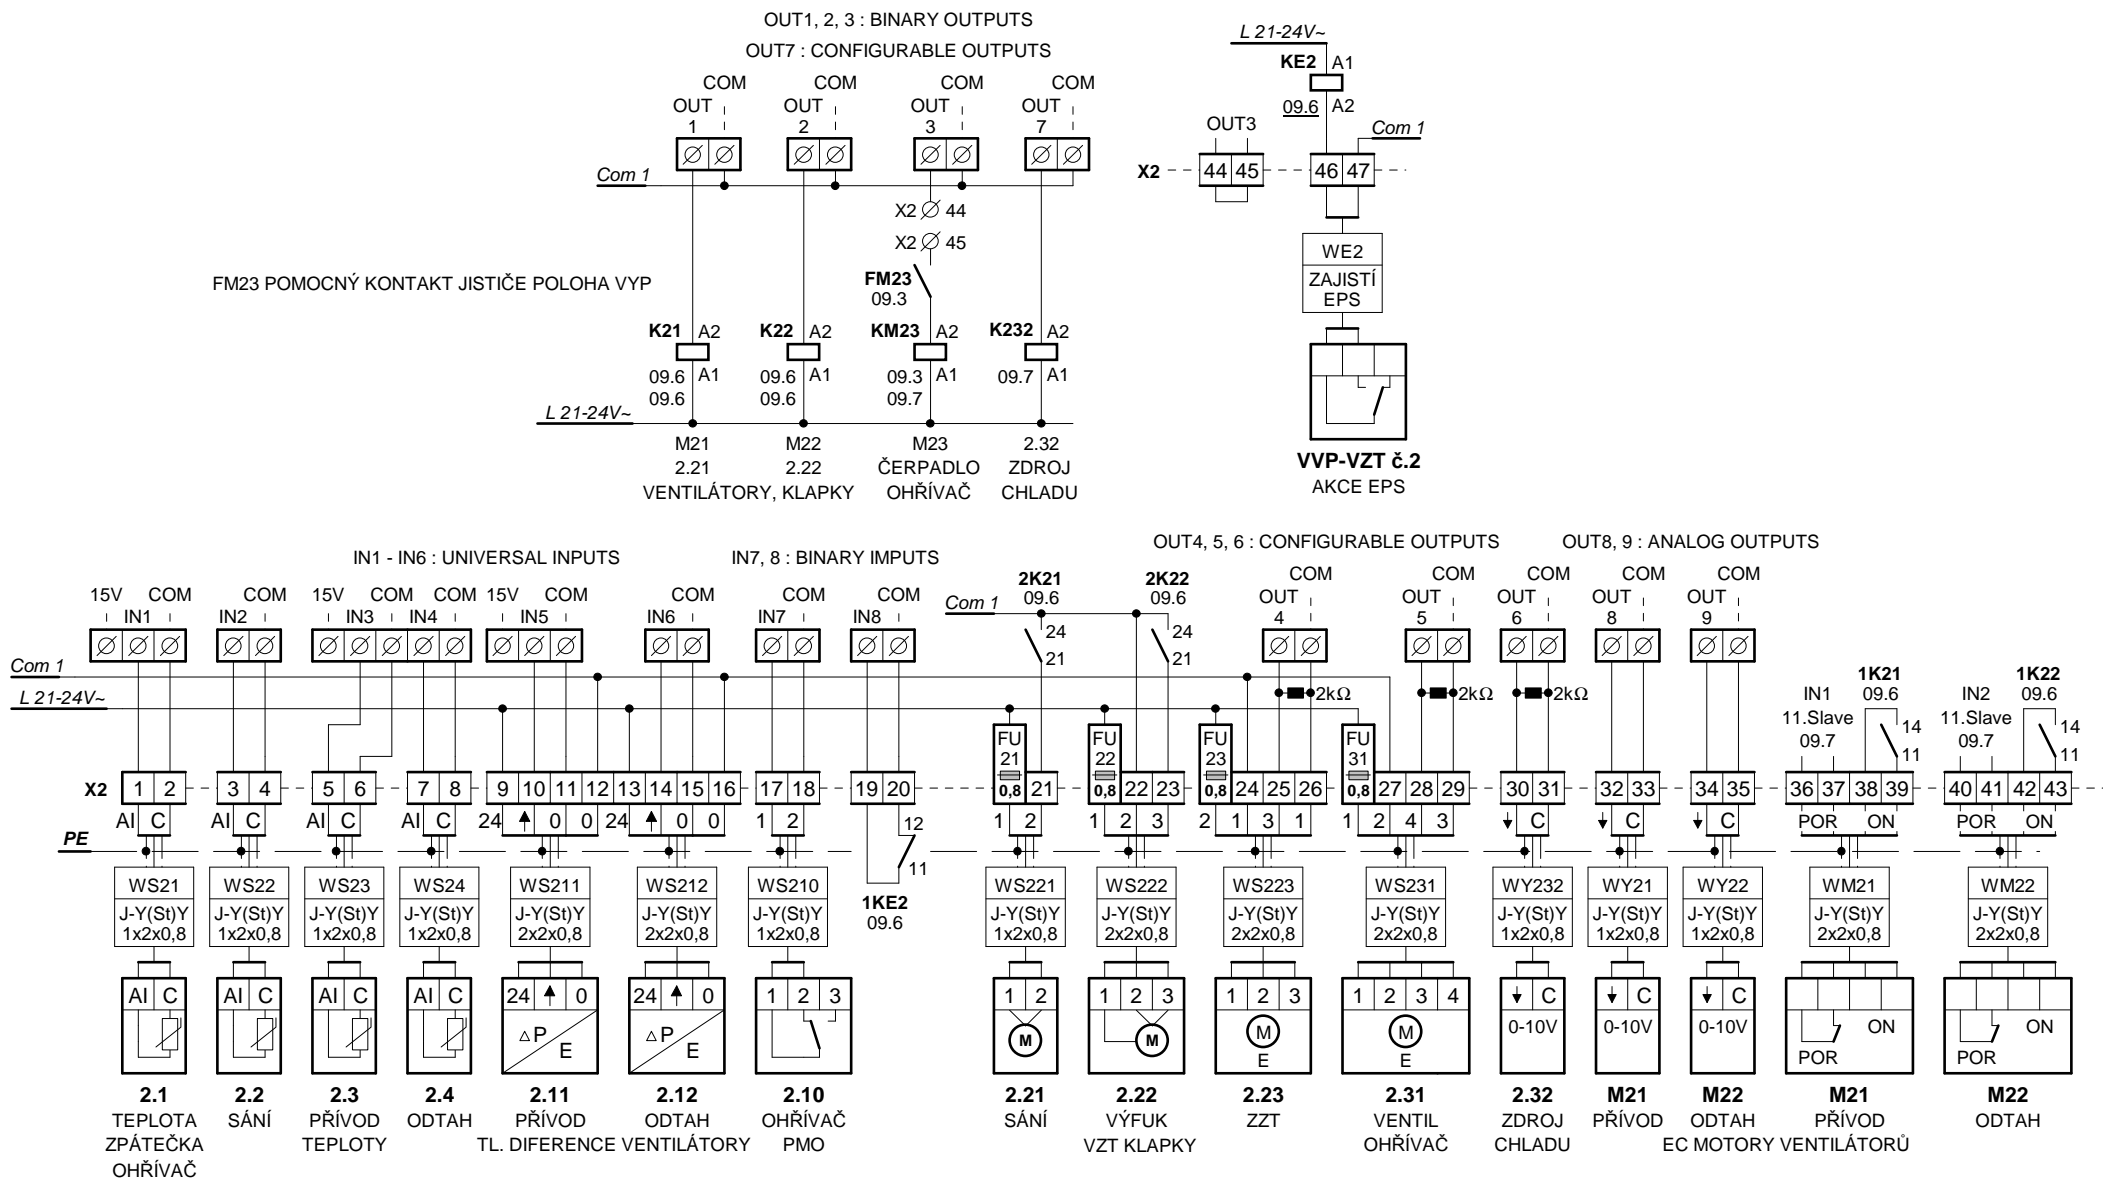 OUT1, 2, 3 : BINARY OUTPUTS
OUT7 : CONFIGURABLE OUTPUTS
COM COM COM COM
OUT OUT OUT OUT
1 2 3 7
Com 1
X2 44
X2 45
FM23 POMOCNÝ KONTAKT JISTIČE POLOHA VYP
FM23
09.3
K21 A2 K22 A2 KM23 A2 K232 A2
09.6 A1 09.6 A1 09.3 A1 09.7 A1
09.6 09.6 09.7
L 21-24V~
M21 M22 M23 2.32
2.21 2.22 ČERPADLO ZDROJ
VENTILÁTORY, KLAPKY OHŘÍVAČ CHLADU
L 21-24V~
KE2 A1
09.6 A2
OUT3
Com 1
X2 44 45 46 47
WE2
ZAJISTÍ
EPS
VVP-VZT č.2
AKCE EPS
IN1 - IN6 : UNIVERSAL INPUTS
IN7, 8 : BINARY IMPUTS
OUT4, 5, 6 : CONFIGURABLE OUTPUTS
OUT8, 9 : ANALOG OUTPUTS
15V COM COM 15V COM COM 15V COM COM COM COM
IN1 IN2 IN3 IN4 IN5 IN6 IN7 IN8
2K21 2K22
09.6 09.6
Com 1
24 24
21 21
COM COM COM COM COM
OUT OUT OUT OUT OUT
4 5 6 8 9
Com 1
L 21-24V~
2kΩ 2kΩ 2kΩ
1K21 1K22
IN1 09.6 IN2 09.6
11.Slave 14 11.Slave 14
09.7 11 09.7 11
FU FU FU FU
21 22 23 31
0,8 0,8 0,8 0,8
X2 1 2 3 4 5 6 7 8 9 10 11 12 13 14 15 16 17 18 19 20 21 22 23 24 25 26 27 28 29 30 31 32 33 34 35 36 37 38 39 40 41 42 43
AI C AI C AI C AI C 24 0 0 24 0 0 1 2 12 1 2 1 2 3 2 1 3 1 1 2 4 3 C C C POR ON POR ON
PE
11
1KE2
09.6
WS21 WS22 WS23 WS24 WS211 WS212 WS210 WS221 WS222 WS223 WS231 WY232 WY21 WY22 WM21 WM22
J-Y(St)Y J-Y(St)Y J-Y(St)Y J-Y(St)Y J-Y(St)Y J-Y(St)Y J-Y(St)Y J-Y(St)Y J-Y(St)Y J-Y(St)Y J-Y(St)Y J-Y(St)Y J-Y(St)Y J-Y(St)Y J-Y(St)Y J-Y(St)Y
1x2x0,8 1x2x0,8 1x2x0,8 1x2x0,8 2x2x0,8 2x2x0,8 1x2x0,8 1x2x0,8 2x2x0,8 2x2x0,8 2x2x0,8 1x2x0,8 1x2x0,8 1x2x0,8 2x2x0,8 2x2x0,8
AI C AI C AI C AI C 24 0 24 0 1 2 3 1 2 1 2 3 1 2 3 1 2 3 4 C C C
△P E △P E M M M E M E 0-10V 0-10V 0-10V POR ON POR ON
2.1 2.2 2.3 2.4 2.11 2.12 2.10 2.21 2.22 2.23 2.31 2.32 M21 M22 M21 M22
TEPLOTA SÁNÍ PŘÍVOD ODTAH PŘÍVOD ODTAH OHŘÍVAČ SÁNÍ VÝFUK ZZT VENTIL ZDROJ PŘÍVOD ODTAH PŘÍVOD ODTAH
ZPÁTEČKA TEPLOTY TL. DIFERENCE VENTILÁTORY PMO VZT KLAPKY OHŘÍVAČ CHLADU EC MOTORY VENTILÁTORŮ
OHŘÍVAČ